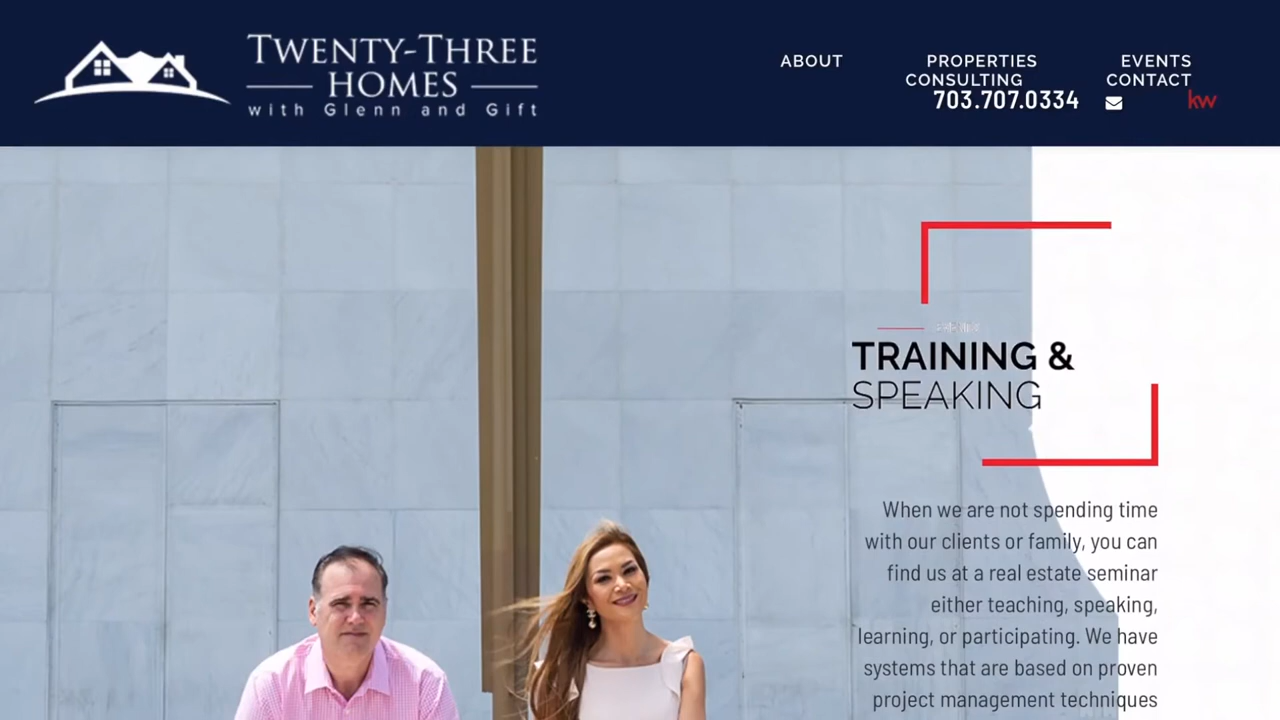 TWENTY-THREE
HOMES
with Glenn and Gift
ABOUT PROPERTIES EVENTS
CONSULTING CONTACT
703.707.0334 kw
TRAINING &
SPEAKING
When we are not spending time
with our clients or family, you can
find us at a real estate seminar
either teaching, speaking,
learning, or participating. We have
systems that are based on proven
project management techniques